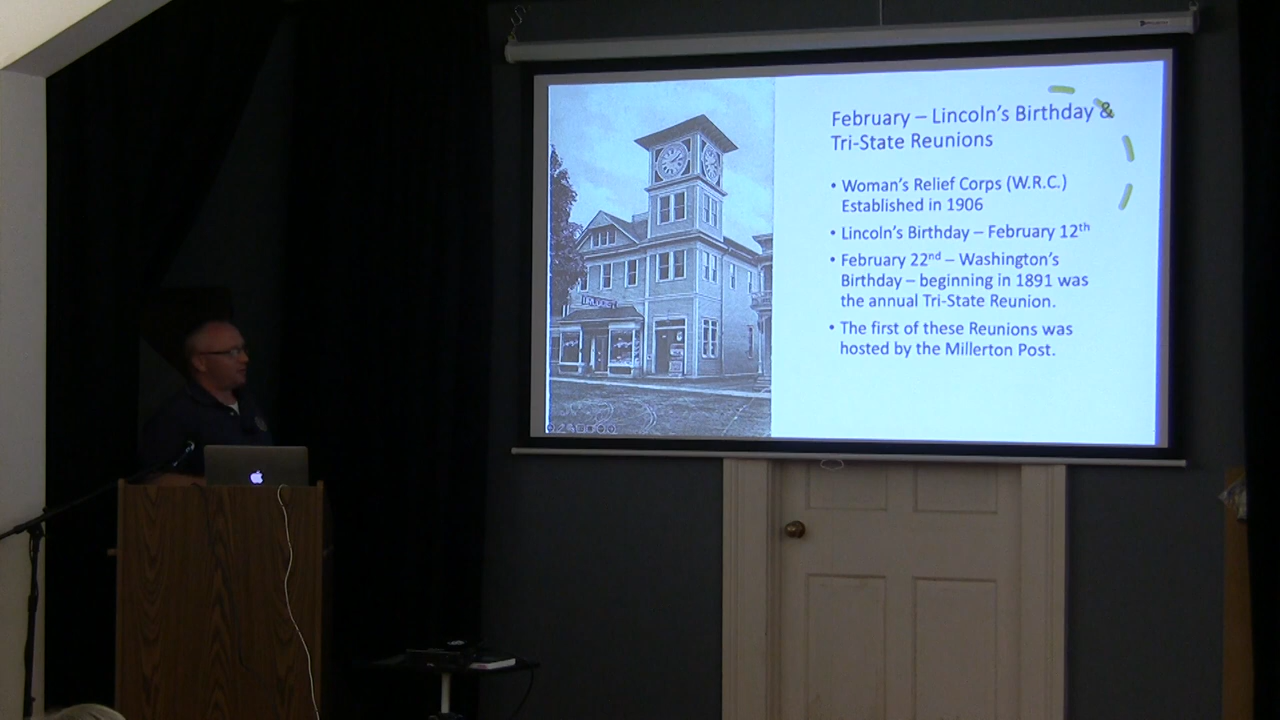 February – Lincoln's Birthday &
Tri-State Reunions
• Woman's Relief Corps (W.R.C.)
Established in 1906
• Lincoln's Birthday – February 12th
• February 22nd – Washington's
Birthday – beginning in 1891 was
the annual Tri-State Reunion.
• The first of these Reunions was
hosted by the Millerton Post.